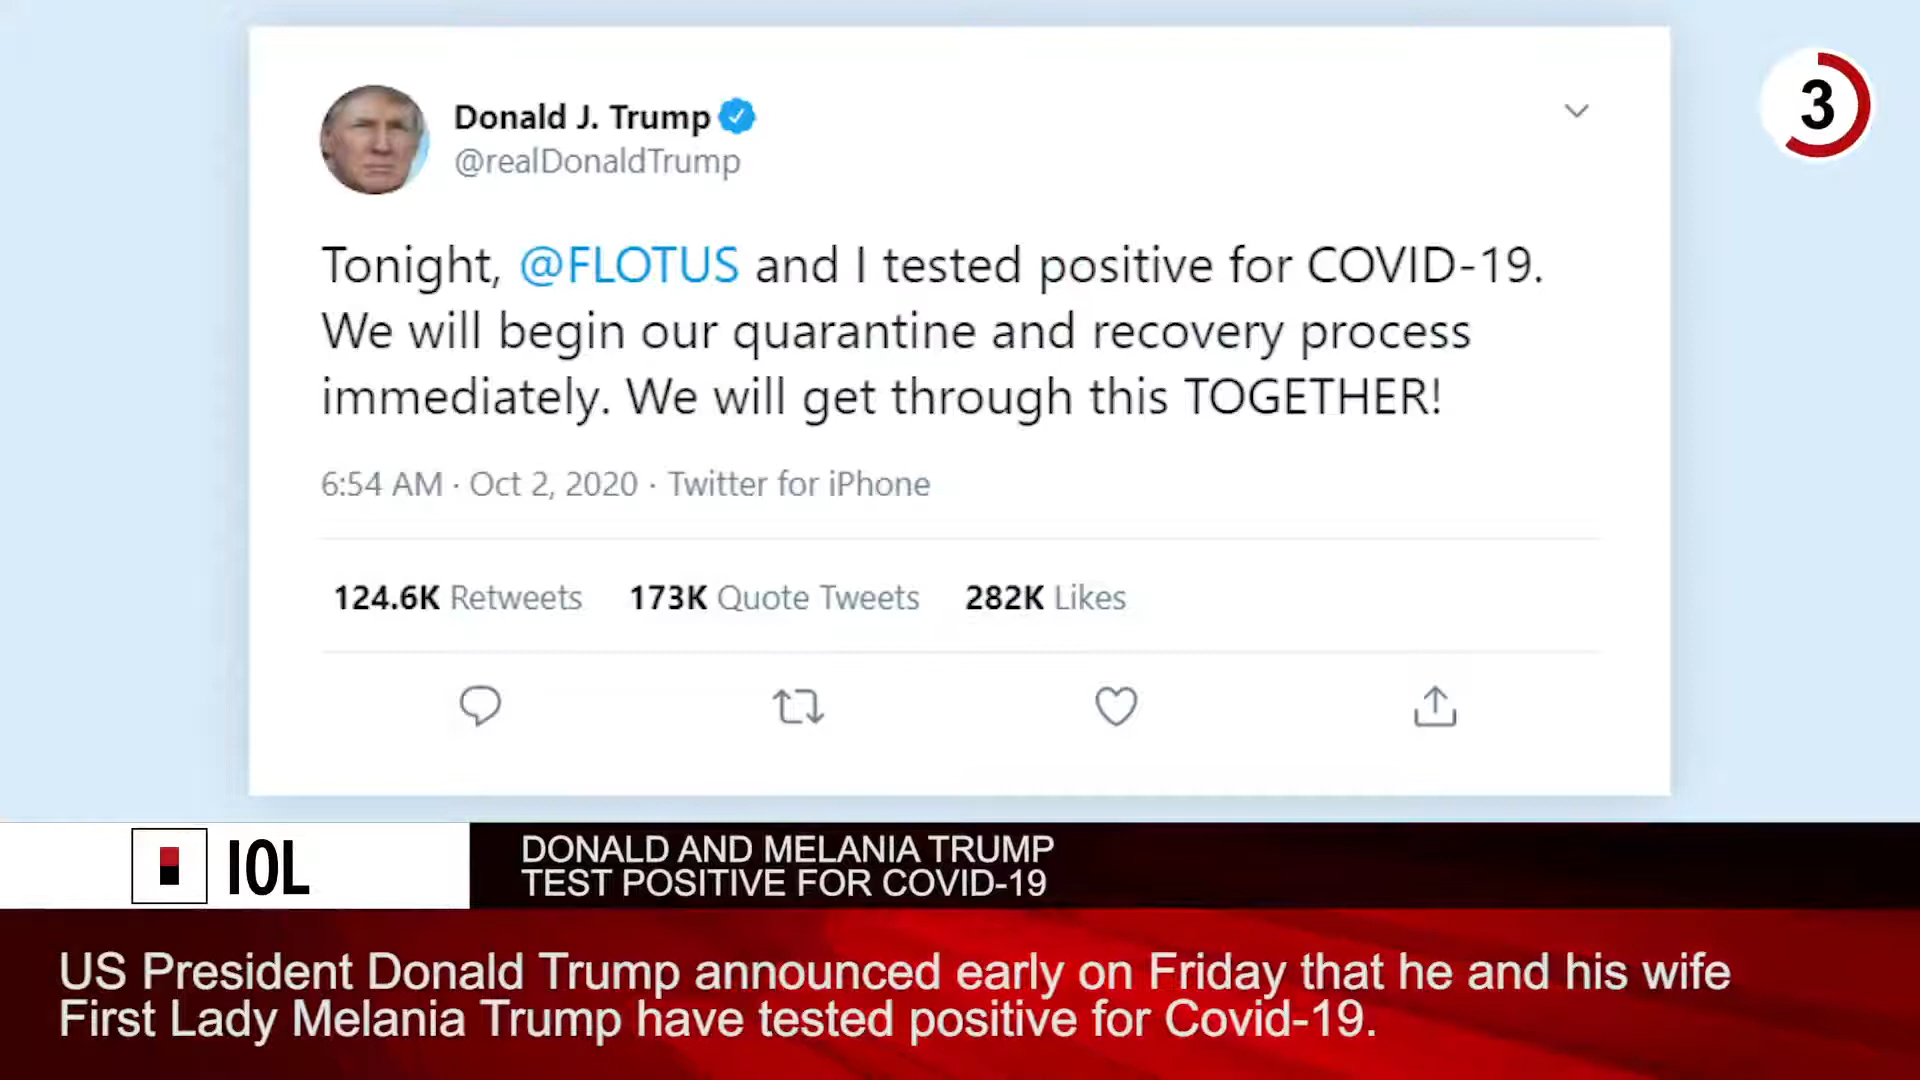 Donald J. Trump
@realDonaldTrump
3
Tonight, @FLOTUS and I tested positive for COVID-19.
We will begin our quarantine and recovery process
immediately. We will get through this TOGETHER!
6:54 AM · Oct 2, 2020 · Twitter for iPhone
124.6K Retweets 173K Quote Tweets 282K Likes
IOL
DONALD AND MELANIA TRUMP
TEST POSITIVE FOR COVID-19
US President Donald Trump announced early on Friday that he and his wife
First Lady Melania Trump have tested positive for Covid-19.